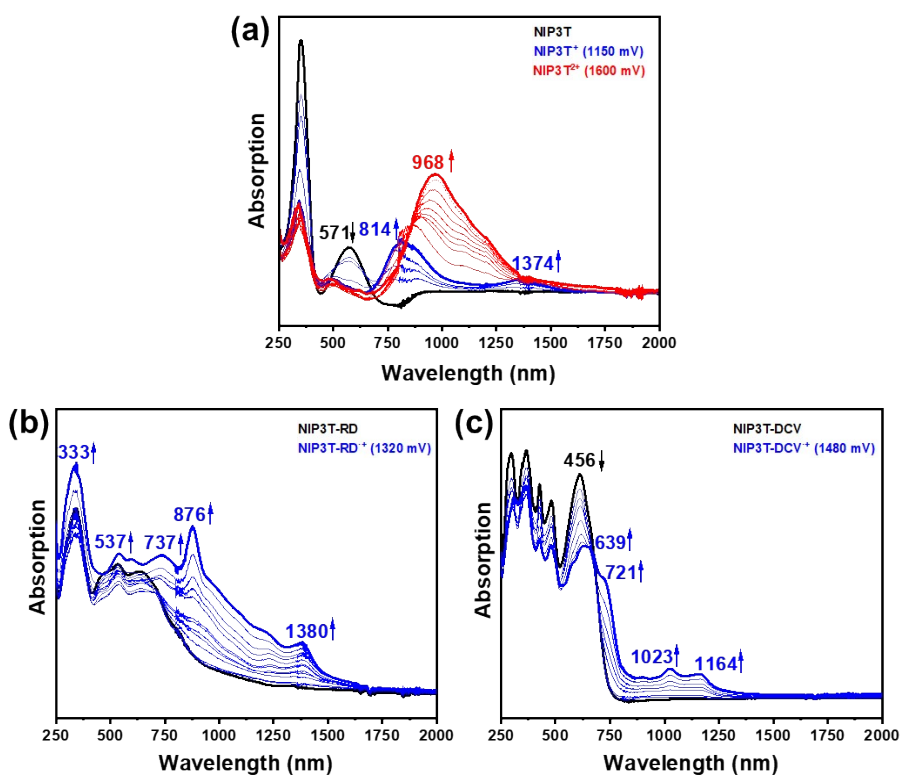 (a)
NIP3T
NIP3T⁺ (1150 mV)
NIP3T²⁺ (1600 mV)
968
571
814
1374
Absorption
250 500 750 1000 1250 1500 1750 2000
Wavelength (nm)
(b)
NIP3T-RD
NIP3T-RD·⁺ (1320 mV)
333
876
537
737
1380
Absorption
250 500 750 1000 1250 1500 1750 2000
Wavelength (nm)
(c)
NIP3T-DCV
NIP3T-DCV·⁺ (1480 mV)
456
639
721
1023
1164
Absorption
250 500 750 1000 1250 1500 1750 2000
Wavelength (nm)